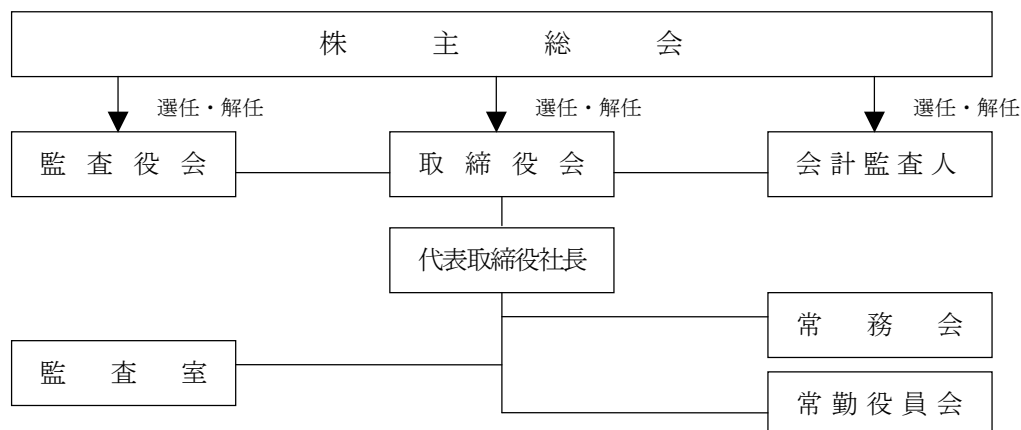 株主総会
選任・解任
選任・解任
選任・解任
監査役会
取締役会
会計監査人
代表取締役社長
常務会
監査室
常勤役員会